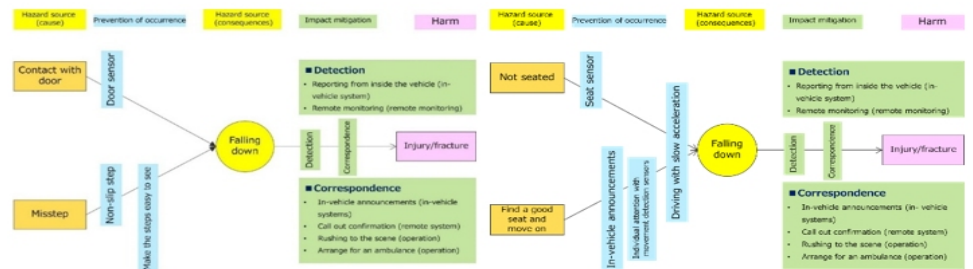 Hazard source
(cause)
Prevention of occurrence
Hazard source
(consequences)
Impact mitigation
Harm
Contact with
door
Door sensor
Misstep
Non-slip step
Make the steps easy to see
Falling
down
■ Detection
• Reporting from inside the vehicle (in-
vehicle system)
• Remote monitoring (remote monitoring)
Detection
Correspondence
Injury/fracture
■ Correspondence
• In-vehicle announcements (in-vehicle
systems)
• Call out confirmation (remote system)
• Rushing to the scene (operation)
• Arrange for an ambulance (operation)
Hazard source
(cause)
Prevention of occurrence
Hazard source
(consequences)
Impact mitigation
Harm
Not seated
Seat sensor
Find a good
seat and
move on
In-vehicle announcements
Individual attention with
movement detection sensors
Driving with slow acceleration
Falling
down
■ Detection
• Reporting from inside the vehicle (in-
vehicle system)
• Remote monitoring (remote monitoring)
Detection
Correspondence
Injury/fracture
■ Correspondence
• In-vehicle announcements (in- vehicle
systems)
• Call out confirmation (remote system)
• Rushing to the scene (operation)
• Arrange for an ambulance (operation)